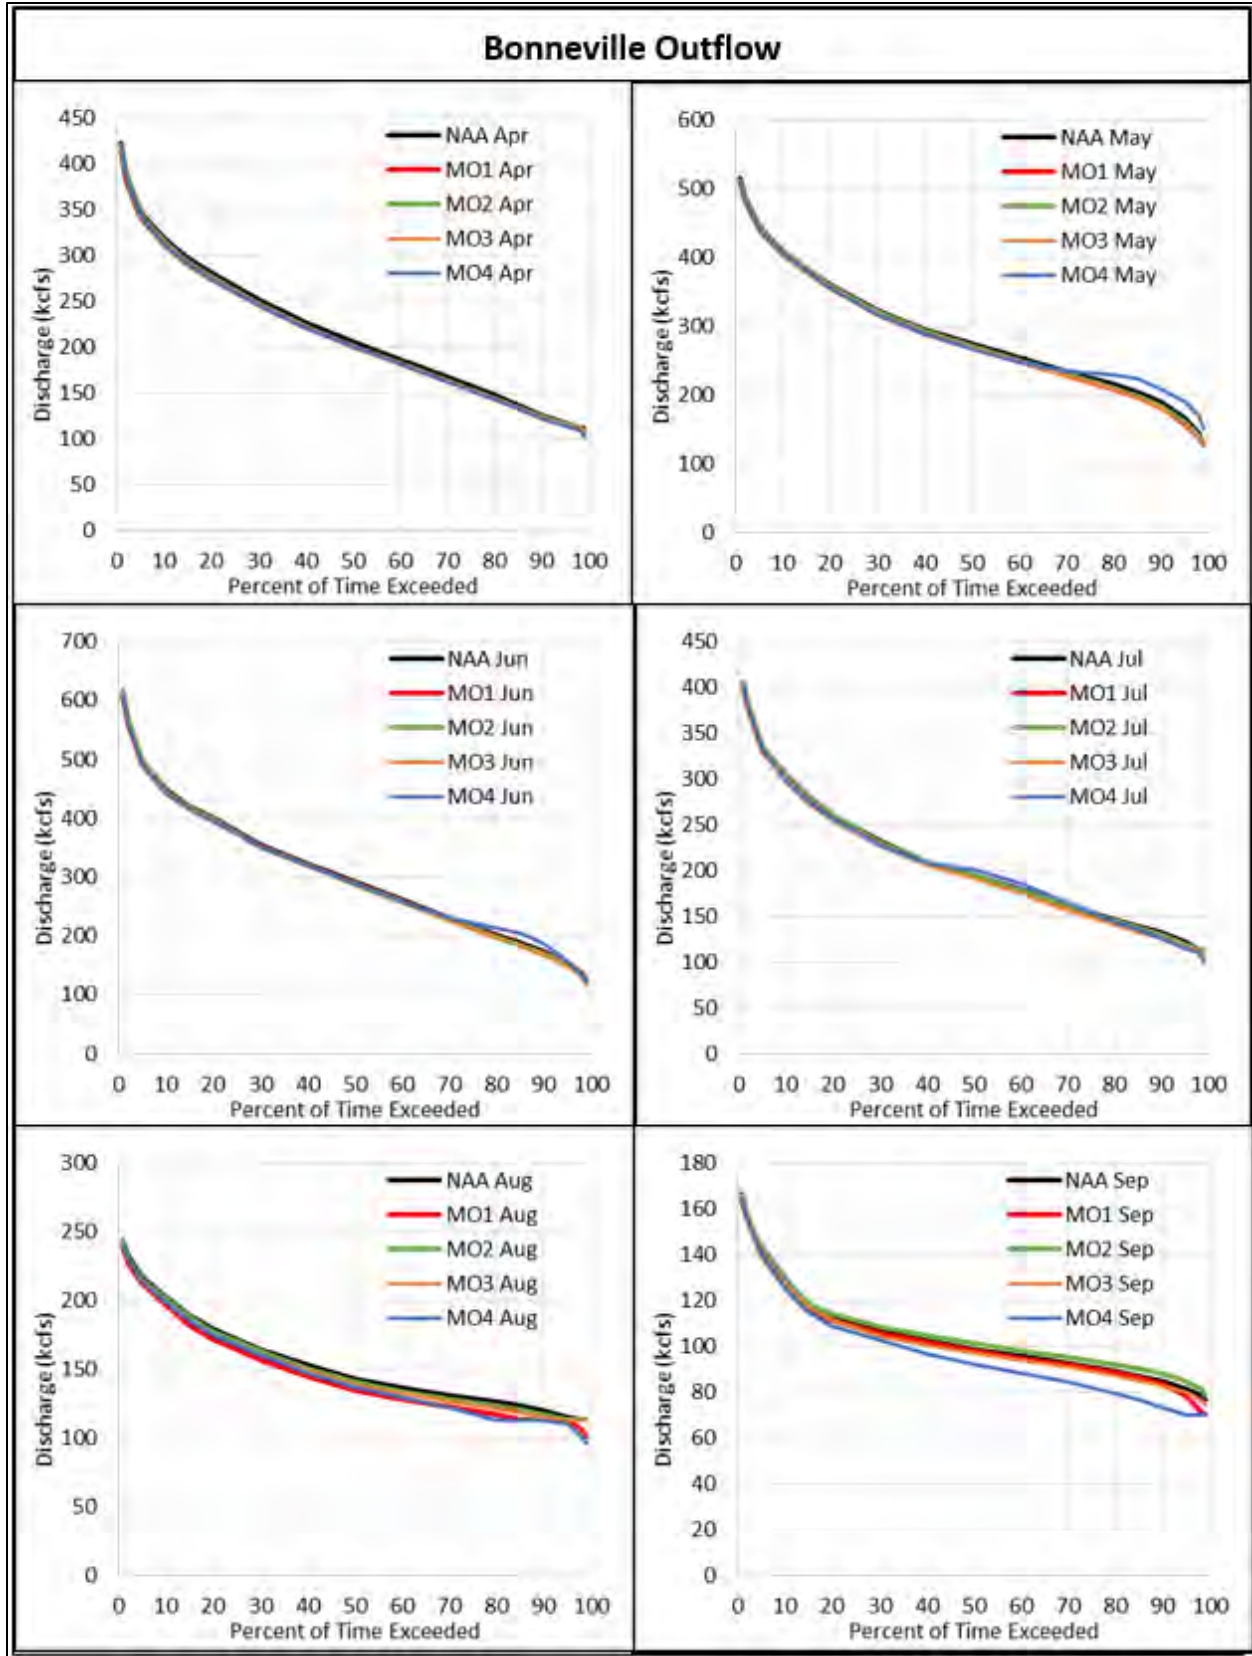 Bonneville Outflow
450
400
350
300
250
200
150
100
50
0
Discharge (kcfs)
NAA Apr
MO1 Apr
MO2 Apr
MO3 Apr
MO4 Apr
0 10 20 30 40 50 60 70 80 90 100
Percent of Time Exceeded
600
500
400
300
200
100
0
Discharge (kcfs)
NAA May
MO1 May
MO2 May
MO3 May
MO4 May
0 10 20 30 40 50 60 70 80 90 100
Percent of Time Exceeded
700
600
500
400
300
200
100
0
Discharge (kcfs)
NAA Jun
MO1 Jun
MO2 Jun
MO3 Jun
MO4 Jun
0 10 20 30 40 50 60 70 80 90 100
Percent of Time Exceeded
450
400
350
300
250
200
150
100
50
0
Discharge (kcfs)
NAA Jul
MO1 Jul
MO2 Jul
MO3 Jul
MO4 Jul
0 10 20 30 40 50 60 70 80 90 100
Percent of Time Exceeded
300
250
200
150
100
50
0
Discharge (kcfs)
NAA Aug
MO1 Aug
MO2 Aug
MO3 Aug
MO4 Aug
0 10 20 30 40 50 60 70 80 90 100
Percent of Time Exceeded
180
160
140
120
100
80
60
40
20
0
Discharge (kcfs)
NAA Sep
MO1 Sep
MO2 Sep
MO3 Sep
MO4 Sep
0 10 20 30 40 50 60 70 80 90 100
Percent of Time Exceeded